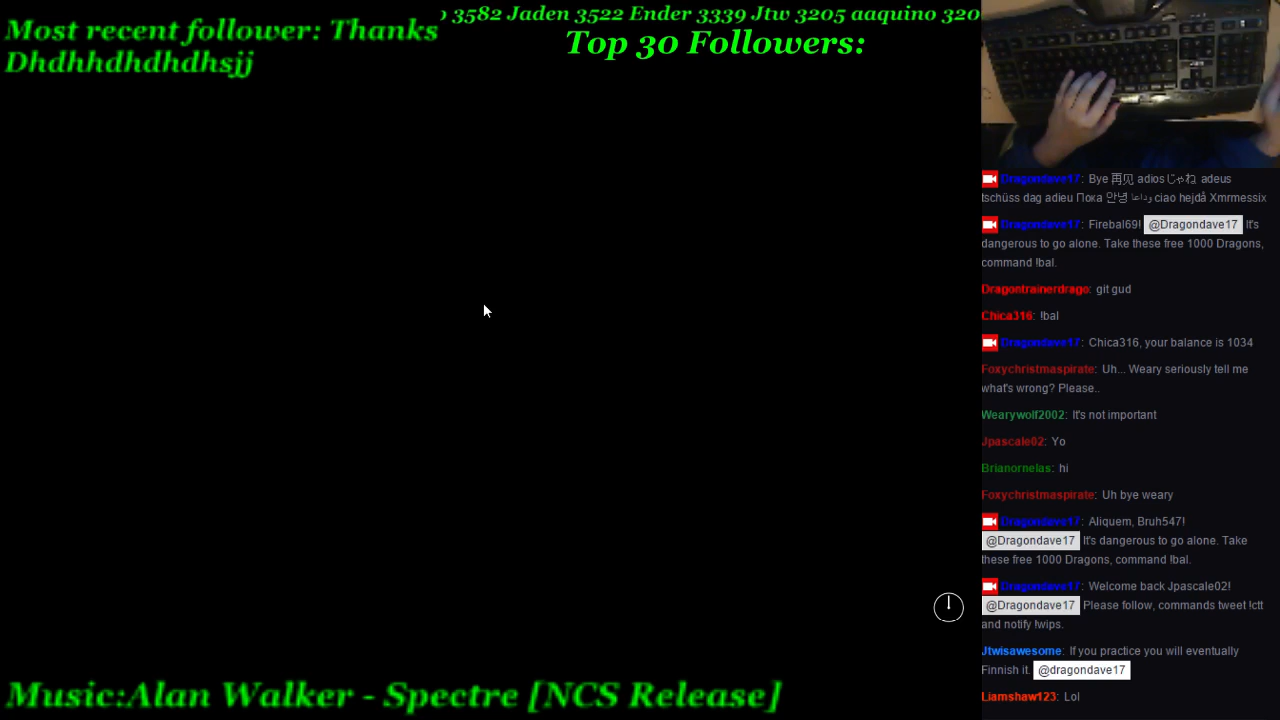 Most recent follower: Thanks
Dhdhhdhdhdhsjj
3582 Jaden 3522 Ender 3339 Jtw 3205 aaquino 320
Top 30 Followers:
Dragondave17: Bye 再见 adios じゃね adeus
tschüss dag adieu Пока 안녕 وداعا ciao hejdå Xmrmessix
Dragondave17: Firebal69! @Dragondave17 It's
dangerous to go alone. Take these free 1000 Dragons,
command !bal.
Dragontrainerdrago: git gud
Chica316: !bal
Dragondave17: Chica316, your balance is 1034
Foxychristmaspirate: Uh... Weary seriously tell me
what's wrong? Please..
Wearywolf2002: It's not important
Jpascale02: Yo
Brianornelas: hi
Foxychristmaspirate: Uh bye weary
Dragondave17: Aliquem, Bruh547!
@Dragondave17 It's dangerous to go alone. Take
these free 1000 Dragons, command !bal.
Dragondave17: Welcome back Jpascale02!
@Dragondave17 Please follow, commands tweet !ctt
and notify !wips.
Jtwisawesome: If you practice you will eventually
Finnish it. @dragondave17
Liamshaw123: Lol
Music:Alan Walker - Spectre [NCS Release]